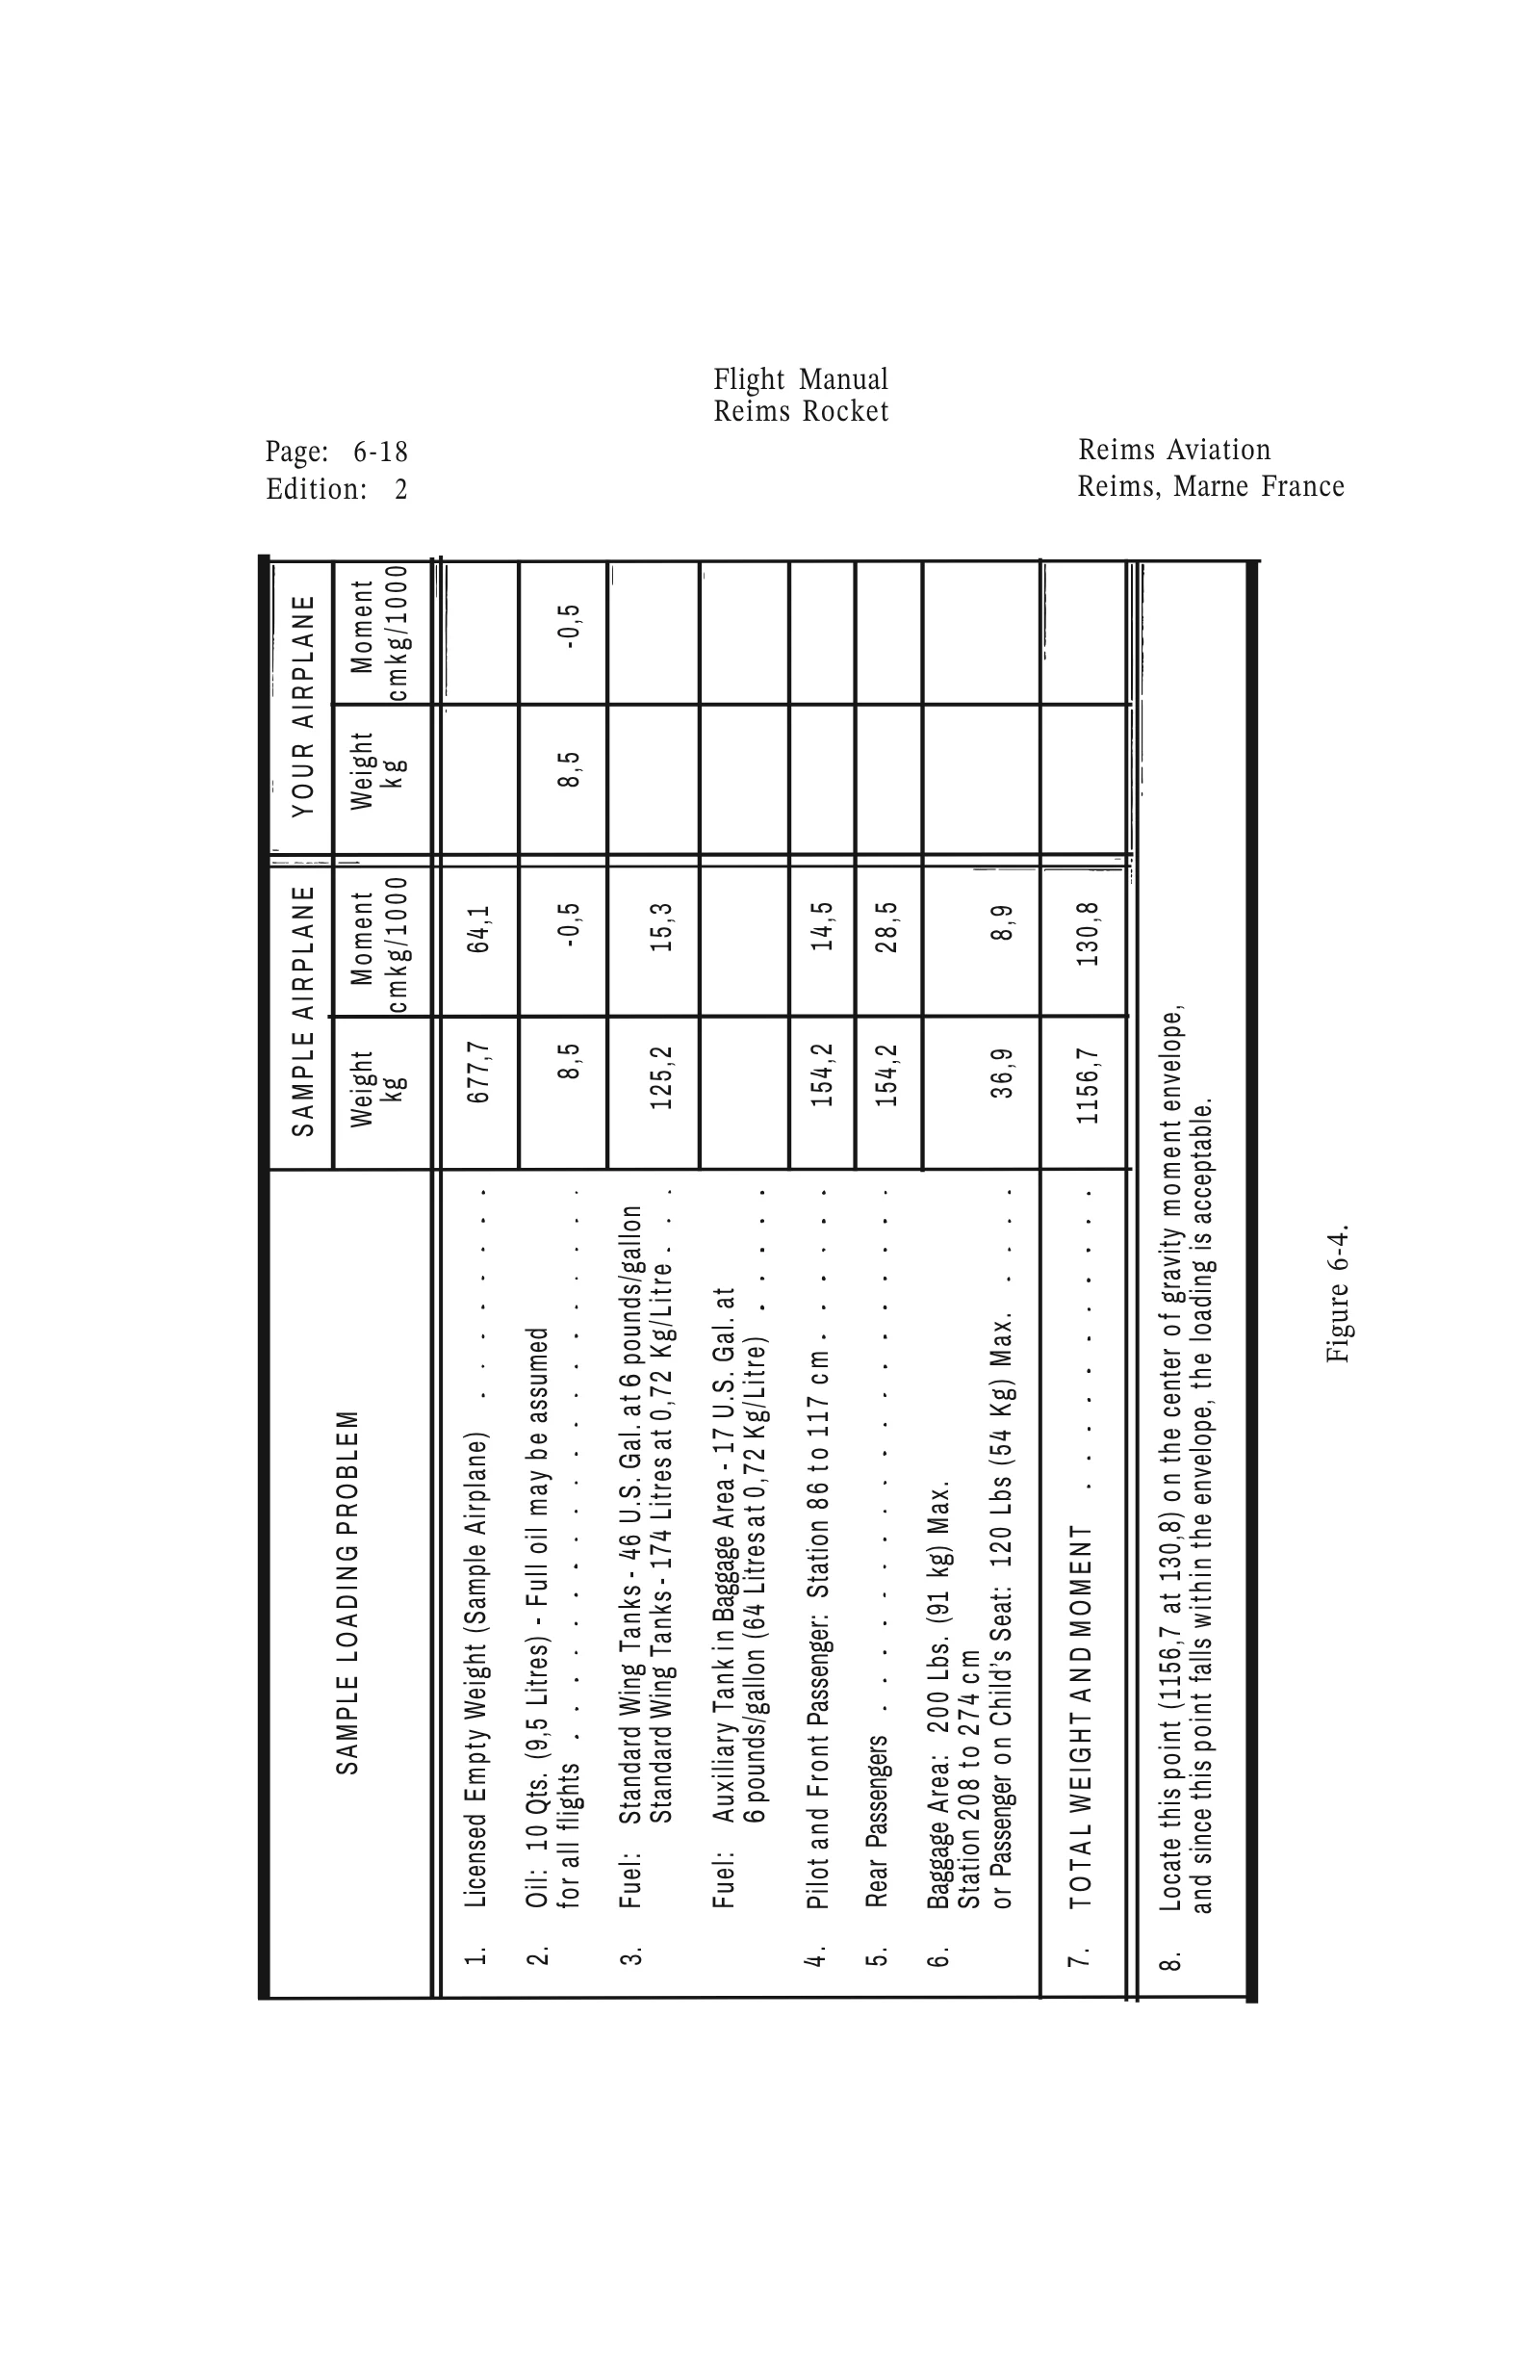 Flight Manual
Reims Rocket
Page: 6-18
Edition: 2
Reims Aviation
Reims, Marne France
SAMPLE LOADING PROBLEM
SAMPLE AIRPLANE
YOUR AIRPLANE
Weight kg
Moment cmkg/1000
Weight kg
Moment cmkg/1000
1. Licensed Empty Weight (Sample Airplane) . . . . . . . . 677,7 64,1
2. Oil: 10 Qts. (9,5 Litres) - Full oil may be assumed
for all flights . . . . . . . . . . . . . . . . . . . . 8,5 -0,5 8,5 -0,5
3. Fuel: Standard Wing Tanks - 46 U.S. Gal. at 6 pounds/gallon
Standard Wing Tanks - 174 Litres at 0,72 Kg/Litre . . . 125,2 15,3
Fuel: Auxiliary Tank in Baggage Area - 17 U.S. Gal. at
6 pounds/gallon (64 Litres at 0,72 Kg/Litre) . . . . .
4. Pilot and Front Passenger: Station 86 to 117 cm . . . . . . 154,2 14,5
5. Rear Passengers . . . . . . . . . . . . . . . . . . . 154,2 28,5
6. Baggage Area: 200 Lbs. (91 kg) Max.
Station 208 to 274 cm
or Passenger on Child's Seat: 120 Lbs (54 Kg) Max. . . . . 36,9 8,9
7. TOTAL WEIGHT AND MOMENT . . . . . . . . . . . 1156,7 130,8
8. Locate this point (1156,7 at 130,8) on the center of gravity moment envelope,
and since this point falls within the envelope, the loading is acceptable.
Figure 6-4.